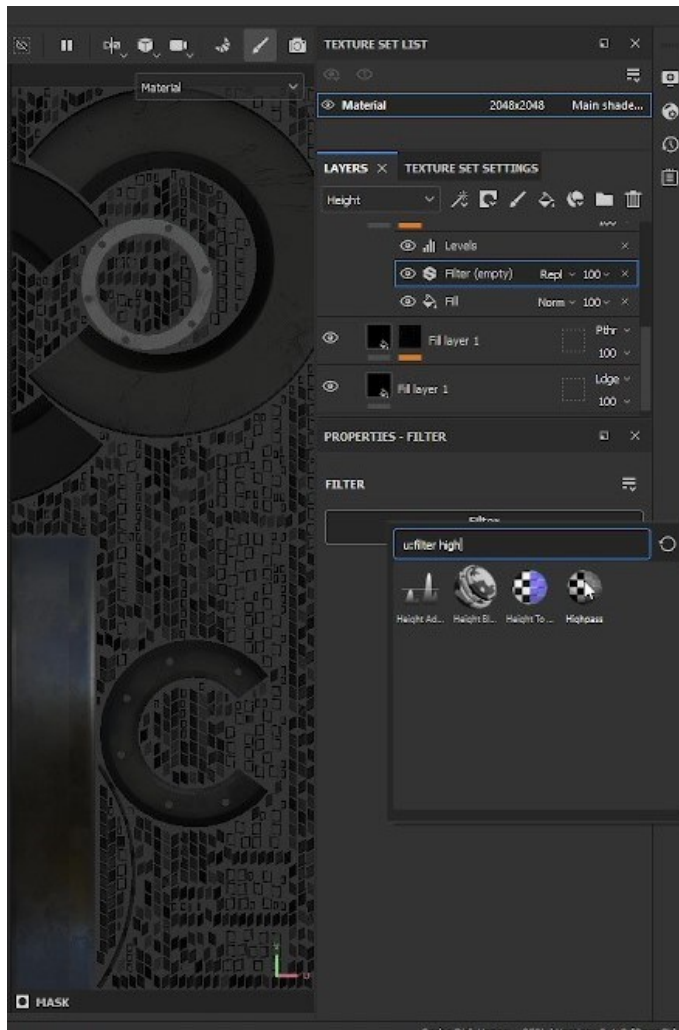 TEXTURE SET LIST
Material
Material 2048x2048 Main shade...
LAYERS TEXTURE SET SETTINGS
Height
Levels
Filter (empty) Repl 100
Fill Norm 100
Fill layer 1 Pthr
100
Fill layer 1 Ldge
100
PROPERTIES - FILTER
FILTER
Filter
u:filter high
Height Ad... Height Bl... Height To ... Highpass
MASK